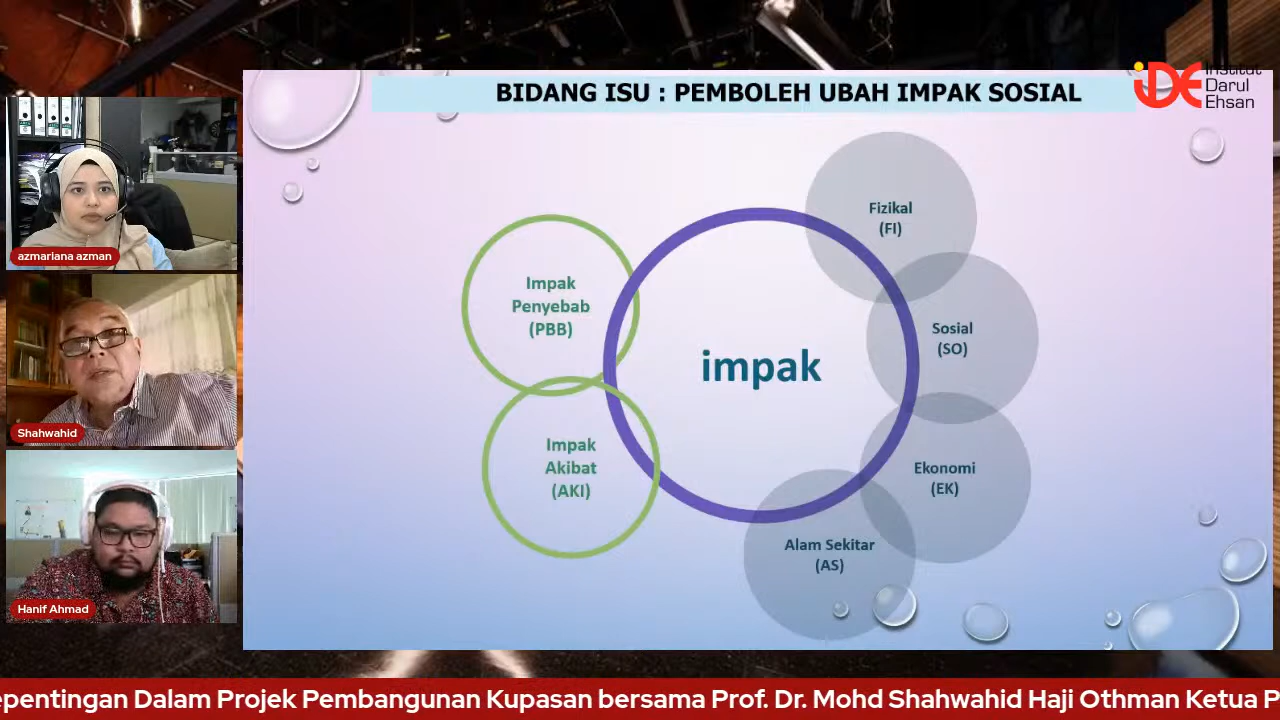 BIDANG ISU : PEMBOLEH UBAH IMPAK SOSIAL
iDE
Institut
Darul
Ehsan
azmariana azman
Shahwahid
Hanif Ahmad
Impak
Penyebab
(PBB)
Impak
Akibat
(AKI)
impak
Fizikal
(FI)
Sosial
(SO)
Ekonomi
(EK)
Alam Sekitar
(AS)
epentingan Dalam Projek Pembangunan Kupasan bersama Prof. Dr. Mohd Shahwahid Haji Othman Ketua P